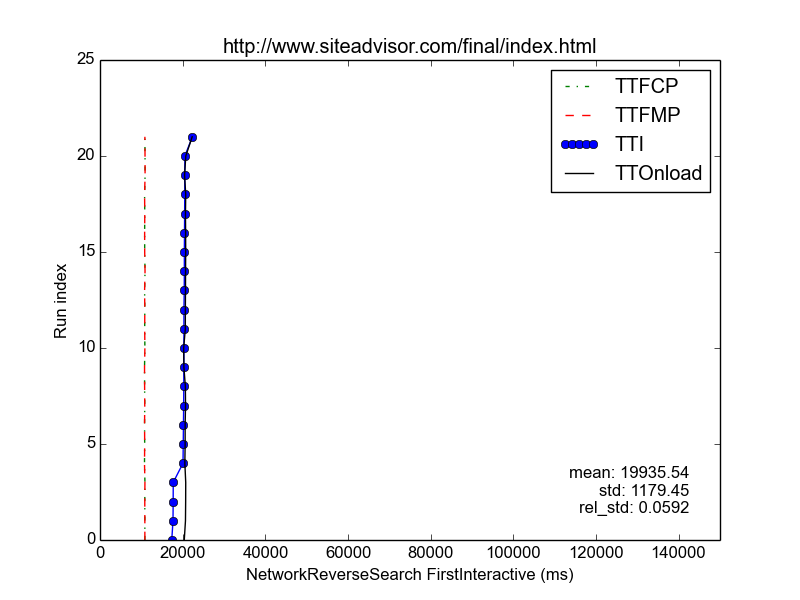 http://www.siteadvisor.com/final/index.html
TTFCP
TTFMP
TTI
TTOnload
25
20
15
10
5
0
Run index
mean: 19935.54
std: 1179.45
rel_std: 0.0592
0 20000 40000 60000 80000 100000 120000 140000
NetworkReverseSearch FirstInteractive (ms)